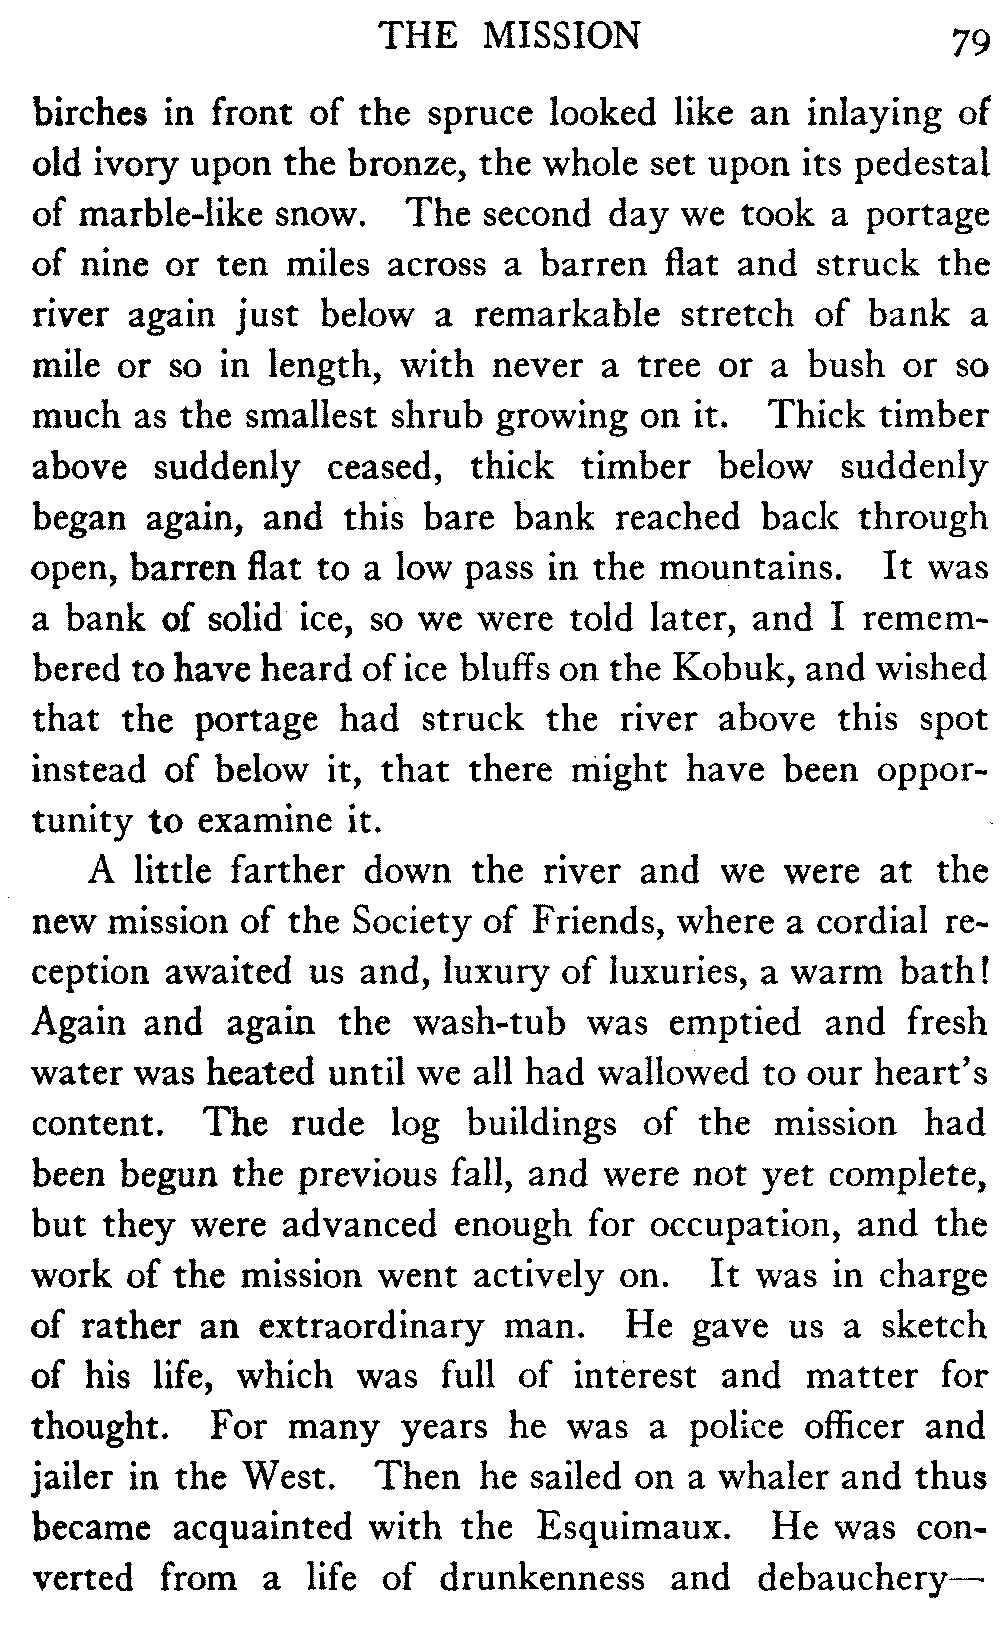 THE MISSION 79
birches in front of the spruce looked like an inlaying of
old ivory upon the bronze, the whole set upon its pedestal
of marble-like snow. The second day we took a portage
of nine or ten miles across a barren flat and struck the
river again just below a remarkable stretch of bank a
mile or so in length, with never a tree or a bush or so
much as the smallest shrub growing on it. Thick timber
above suddenly ceased, thick timber below suddenly
began again, and this bare bank reached back through
open, barren flat to a low pass in the mountains. It was
a bank of solid ice, so we were told later, and I remem-
bered to have heard of ice bluffs on the Kobuk, and wished
that the portage had struck the river above this spot
instead of below it, that there might have been oppor-
tunity to examine it.
A little farther down the river and we were at the
new mission of the Society of Friends, where a cordial re-
ception awaited us and, luxury of luxuries, a warm bath!
Again and again the wash-tub was emptied and fresh
water was heated until we all had wallowed to our heart's
content. The rude log buildings of the mission had
been begun the previous fall, and were not yet complete,
but they were advanced enough for occupation, and the
work of the mission went actively on. It was in charge
of rather an extraordinary man. He gave us a sketch
of his life, which was full of interest and matter for
thought. For many years he was a police officer and
jailer in the West. Then he sailed on a whaler and thus
became acquainted with the Esquimaux. He was con-
verted from a life of drunkenness and debauchery—